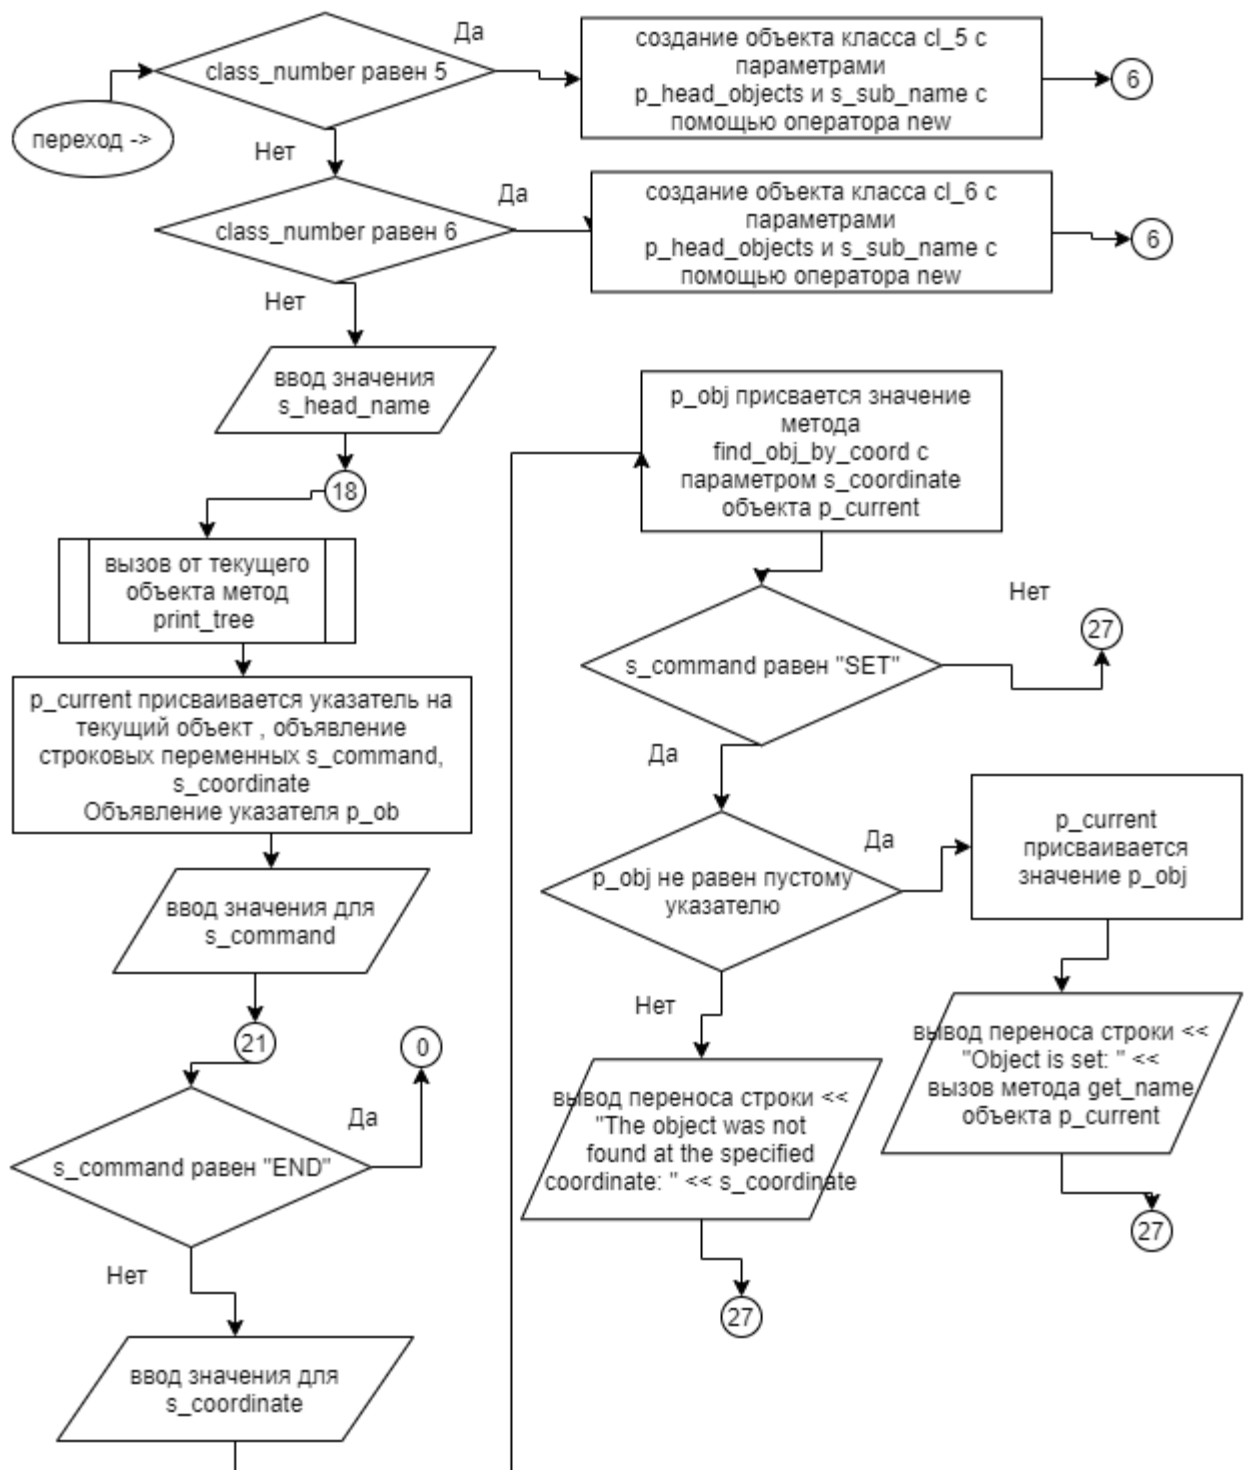 Да
class_number равен 5
создание объекта класса cl_5 с
параметрами
p_head_objects и s_sub_name с
помощью оператора new
6
переход ->
Нет
Да
class_number равен 6
создание объекта класса cl_6 с
параметрами
p_head_objects и s_sub_name с
помощью оператора new
6
Нет
ввод значения
s_head_name
18
вызов от текущего
объекта метод
print_tree
p_current присваивается указатель на
текущий объект , объявление
строковых переменных s_command,
s_coordinate
Объявление указателя p_ob
ввод значения для
s_command
21
0
Да
s_command равен "END"
Нет
ввод значения для
s_coordinate
p_obj присвается значение
метода
find_obj_by_coord с
параметром s_coordinate
объекта p_current
Нет
27
s_command равен "SET"
Да
Да
p_obj не равен пустому
указателю
p_current
присваивается
значение p_obj
Нет
вывод переноса строки <<
"Object is set: " <<
вызов метода get_name
объекта p_current
вывод переноса строки <<
"The object was not
found at the specified
coordinate: " << s_coordinate
27
27